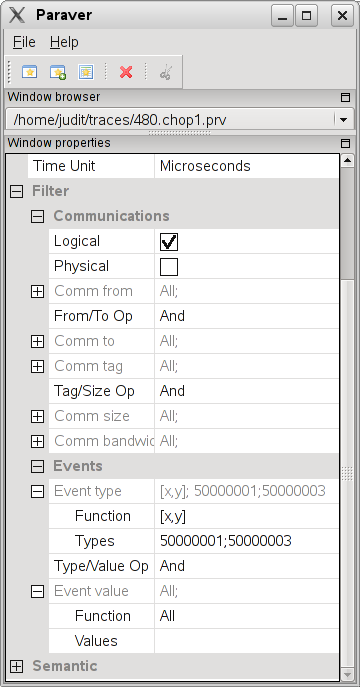 Paraver
File Help
Window browser
/home/judit/traces/480.chop1.prv
Window properties
Time Unit Microseconds
Filter
Communications
Logical
Physical
Comm from All;
From/To Op And
Comm to All;
Comm tag All;
Tag/Size Op And
Comm size All;
Comm bandwid All;
Events
Event type [x,y]; 50000001;50000003
Function [x,y]
Types 50000001;50000003
Type/Value Op And
Event value All;
Function All
Values
Semantic